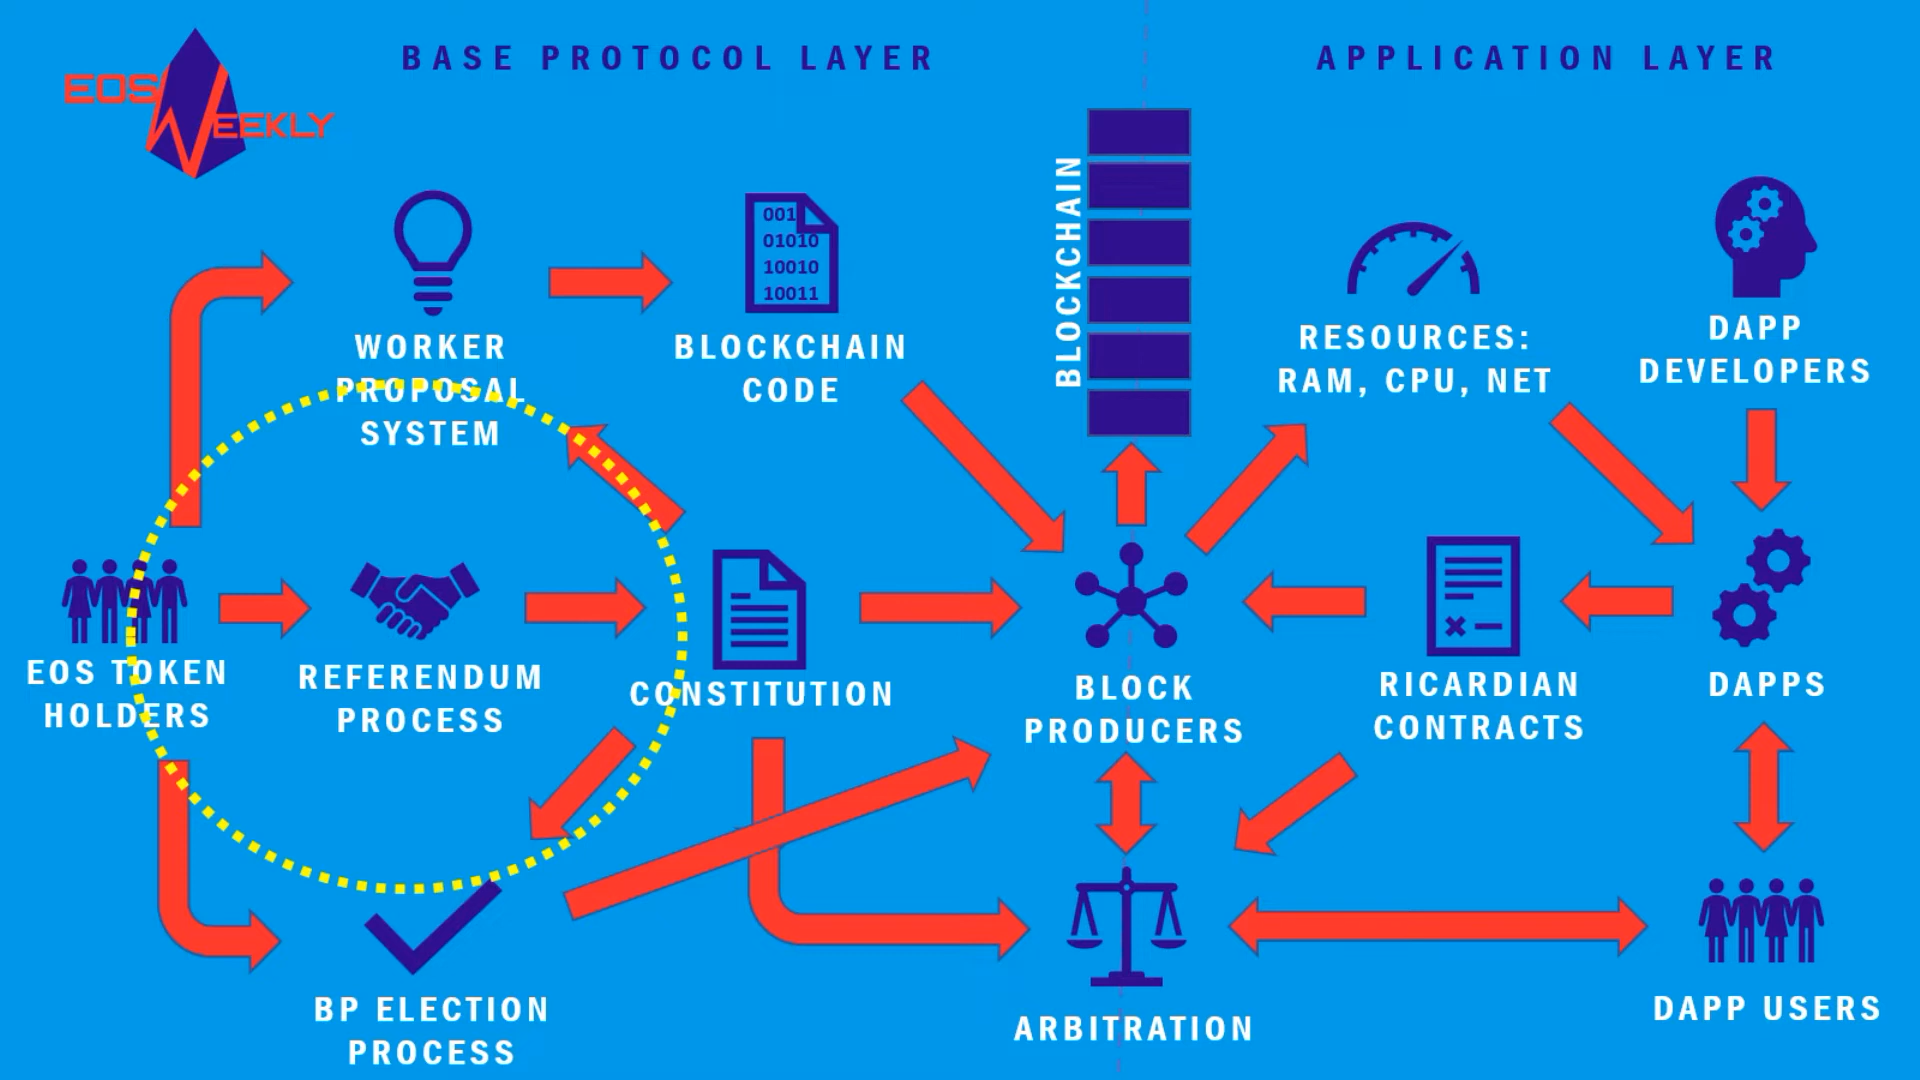 BASE PROTOCOL LAYER
APPLICATION LAYER
EOS
WEEKLY
BLOCKCHAIN
001
01010
10010
10011
WORKER
PROPOSAL
SYSTEM
BLOCKCHAIN
CODE
RESOURCES:
RAM, CPU, NET
DAPP
DEVELOPERS
EOS TOKEN
HOLDERS
REFERENDUM
PROCESS
CONSTITUTION
BLOCK
PRODUCERS
RICARDIAN
CONTRACTS
DAPPS
BP ELECTION
PROCESS
ARBITRATION
DAPP USERS